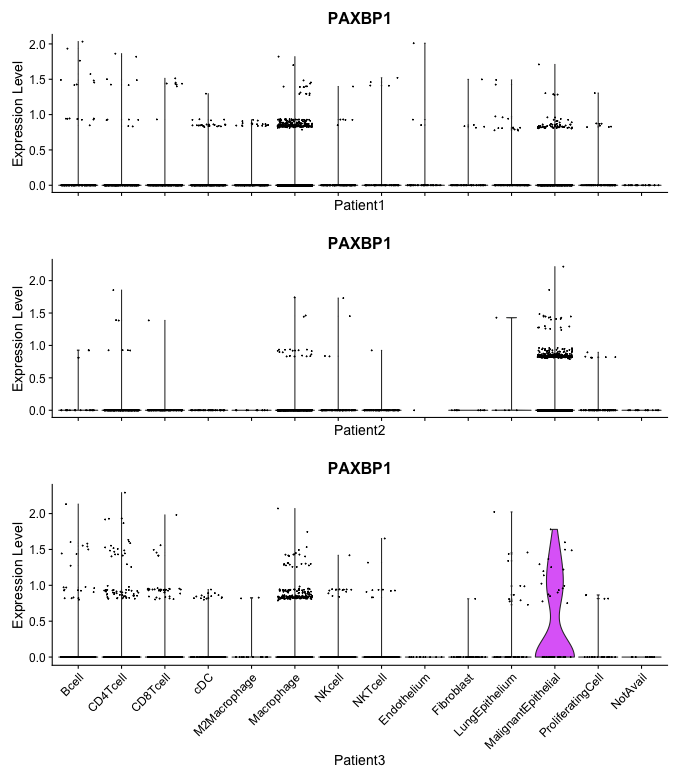 PAXBP1
Expression Level
2.0
1.5
1.0
0.5
0.0
Patient1
PAXBP1
Expression Level
2.0
1.5
1.0
0.5
0.0
Patient2
PAXBP1
Expression Level
2.0
1.5
1.0
0.5
0.0
Bcell
CD4Tcell
CD8Tcell
cDC
M2Macrophage
Macrophage
NKcell
NKTcell
Endothelium
Fibroblast
LungEpithelium
MalignantEpithelial
ProliferatingCell
NotAvail
Patient3